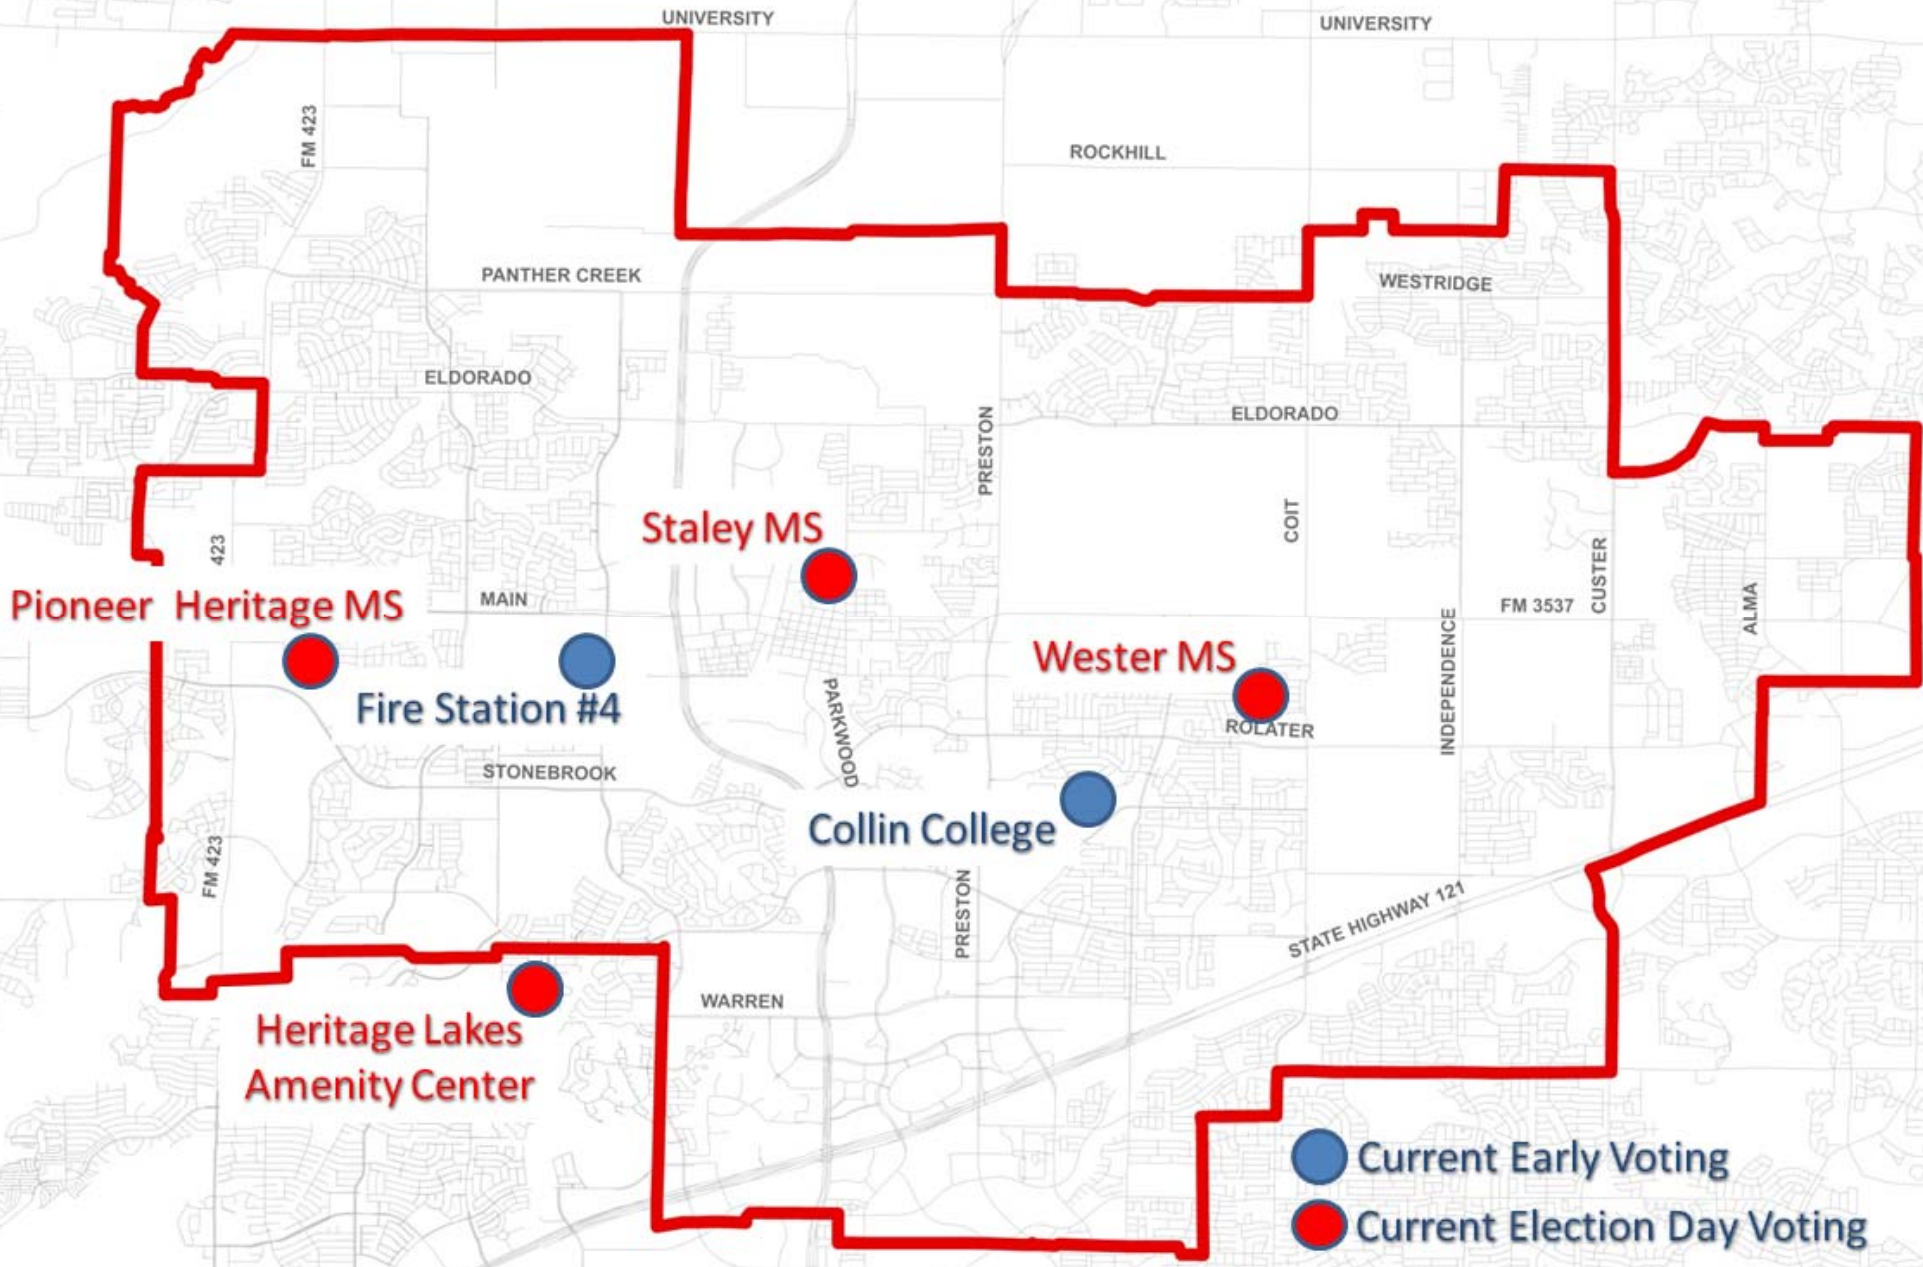 UNIVERSITY
UNIVERSITY
FM 423
ROCKHILL
PANTHER CREEK
WESTRIDGE
ELDORADO
ELDORADO
PRESTON
COIT
Staley MS
423
CUSTER
Pioneer Heritage MS
MAIN
FM 3537
ALMA
INDEPENDENCE
Wester MS
Fire Station #4
PARKWOOD
ROLATER
STONEBROOK
Collin College
FM 423
PRESTON
STATE HIGHWAY 121
WARREN
Heritage Lakes
Amenity Center
Current Early Voting
Current Election Day Voting